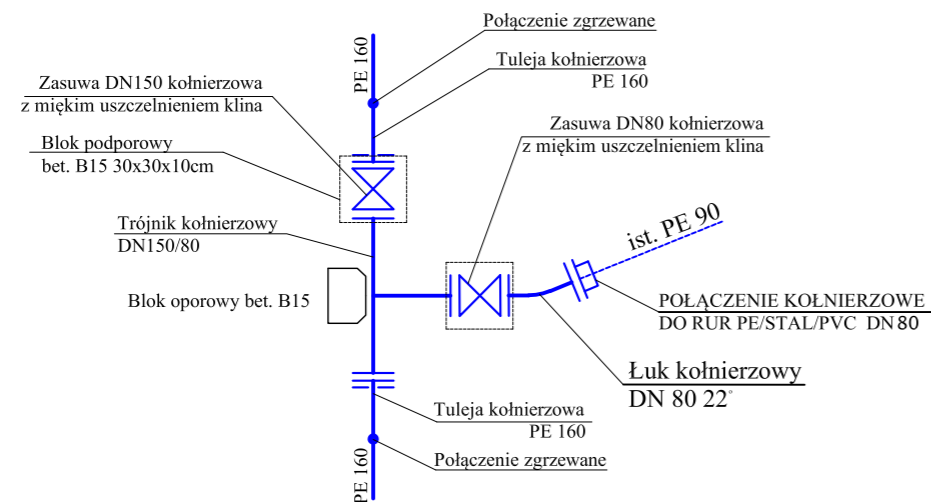 Połączenie zgrzewane
PE 160
Tuleja kołnierzowa
PE 160
Zasuwa DN150 kołnierzowa
z miękim uszczelnieniem klina
Zasuwa DN80 kołnierzowa
z miękim uszczelnieniem klina
Blok podporowy
bet. B15 30x30x10cm
Trójnik kołnierzowy
DN150/80
ist. PE 90
Blok oporowy bet. B15
POŁĄCZENIE KOŁNIERZOWE
DO RUR PE/STAL/PVC DN80
Łuk kołnierzowy
DN 80 22°
Tuleja kołnierzowa
PE 160
Połączenie zgrzewane
PE 160